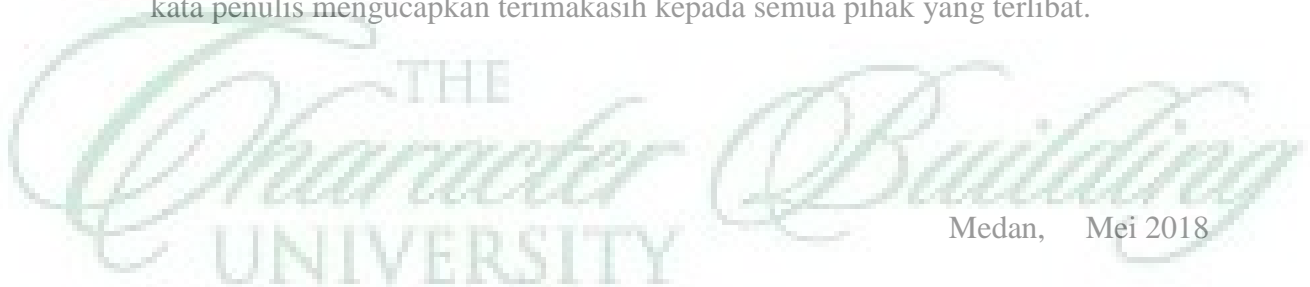 kata penulis mengucapkan terimakasih kepada semua pihak yang terlibat.
THE
Character Building
UNIVERSITY
Medan, Mei 2018